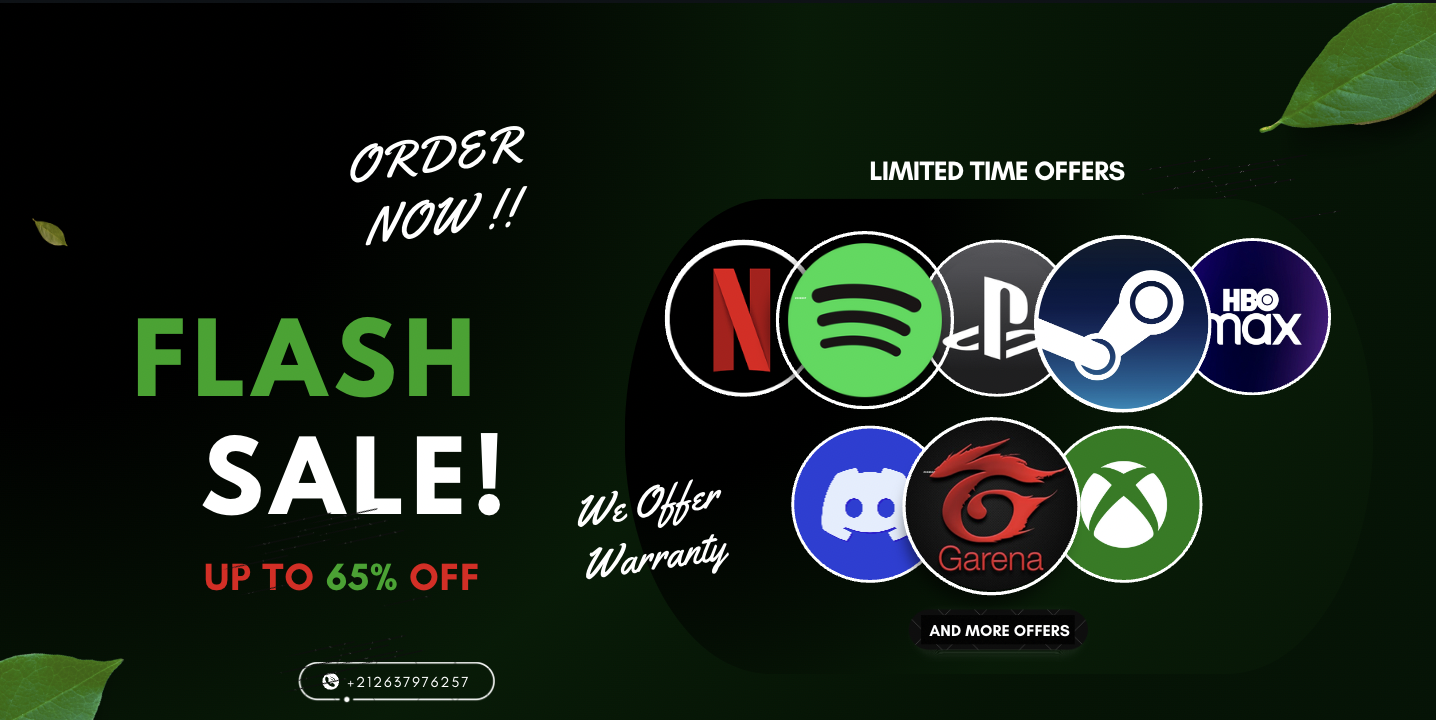 ORDER
NOW !!
FLASH
SALE!
UP TO 65% OFF
+212637976257
LIMITED TIME OFFERS
HBO
max
We Offer
Warranty
Garena
AND MORE OFFERS